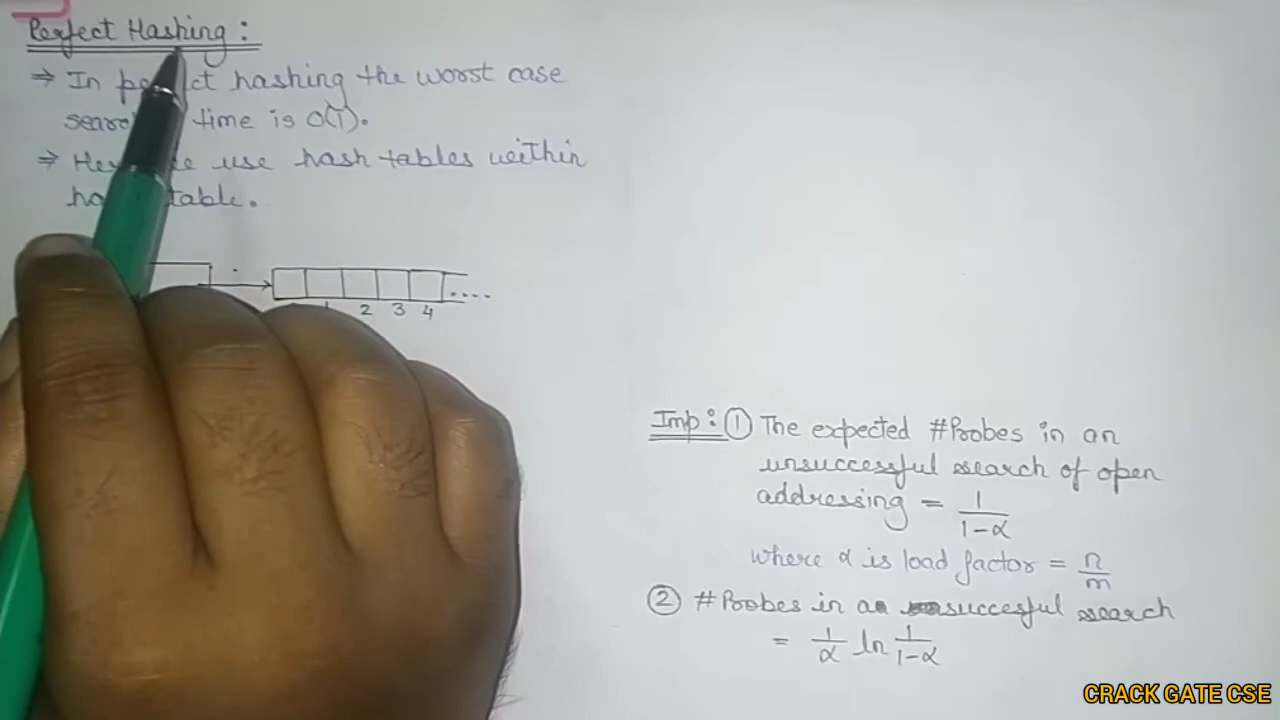 Perfect Hashing :
⇒ In hashing the worst case
time is O(1).
⇒ use hash tables within
table.
2 3 4
Imp: ① The expected #Probes in an
unsuccessful search of open
addressing = 1/(1-α)
where α is load factor = n/m
② #Probes in a succesful search
= 1/α ln 1/(1-α)
CRACK GATE CSE